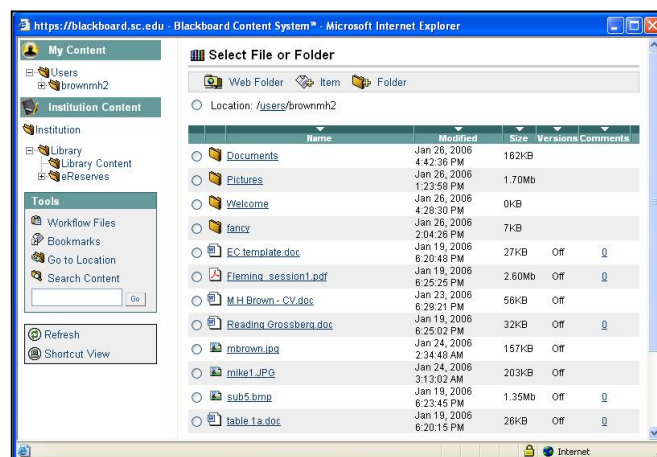 https://blackboard.sc.edu - Blackboard Content System™ - Microsoft Internet Explorer
My Content
Users
brownmh2
Institution Content
Institution
Library
Library Content
eReserves
Tools
Workflow Files
Bookmarks
Go to Location
Search Content
Go
Refresh
Shortcut View
Select File or Folder
Web Folder Item Folder
Location: /users/brownmh2
Name Modified Size Versions Comments
Documents Jan 26, 2006 4:42:36 PM 162KB
Pictures Jan 26, 2006 1:23:58 PM 1.70Mb
Welcome Jan 26, 2006 4:28:30 PM 0KB
fancy Jan 26, 2006 2:04:26 PM 7KB
EC template.doc Jan 19, 2006 6:20:48 PM 27KB Off 0
Fleming_session1.pdf Jan 19, 2006 6:25:25 PM 2.60Mb Off 0
M H Brown - CV.doc Jan 23, 2006 6:29:21 PM 56KB Off
Reading Grossberg.doc Jan 19, 2006 6:25:02 PM 32KB Off 0
mbrown.jpg Jan 24, 2006 2:34:48 AM 157KB Off
mike1.JPG Jan 24, 2006 3:13:02 AM 203KB Off
sub5.bmp Jan 19, 2006 6:23:45 PM 1.35Mb Off 0
table 1a.doc Jan 19, 2006 6:20:15 PM 26KB Off 0
Internet